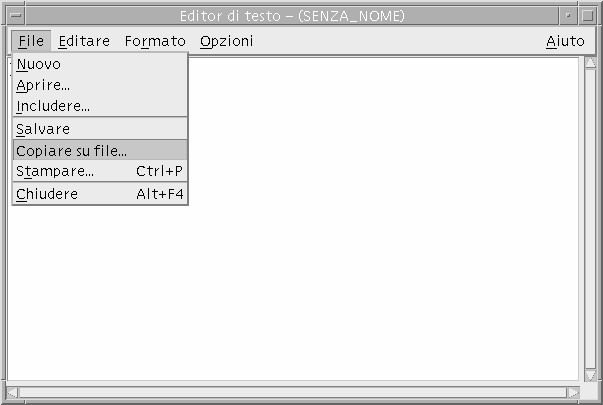 Editor di testo – (SENZA_NOME)
File Editare Formato Opzioni Aiuto
Nuovo
Aprire...
Includere...
Salvare
Copiare su file...
Stampare... Ctrl+P
Chiudere Alt+F4